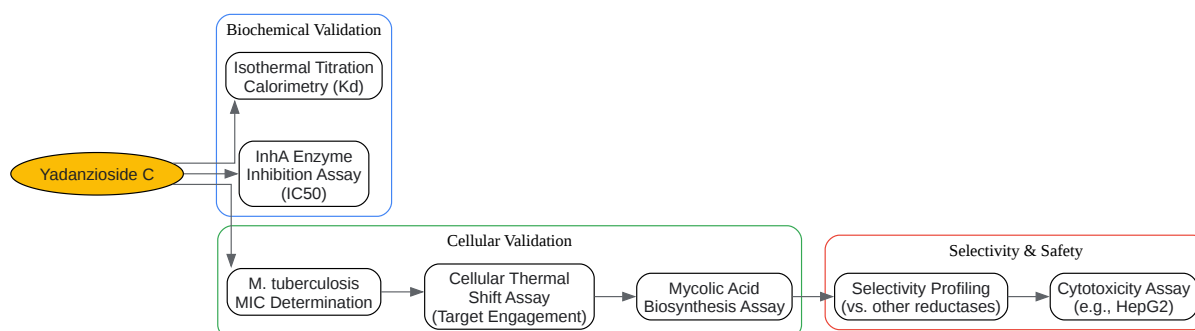 Biochemical Validation
Isothermal Titration
Calorimetry (Kd)
Yadanzioside C
InhA Enzyme
Inhibition Assay
(IC50)
Cellular Validation
M. tuberculosis
MIC Determination
Cellular Thermal
Shift Assay
(Target Engagement)
Mycolic Acid
Biosynthesis Assay
Selectivity & Safety
Selectivity Profiling
(vs. other reductases)
Cytotoxicity Assay
(e.g., HepG2)